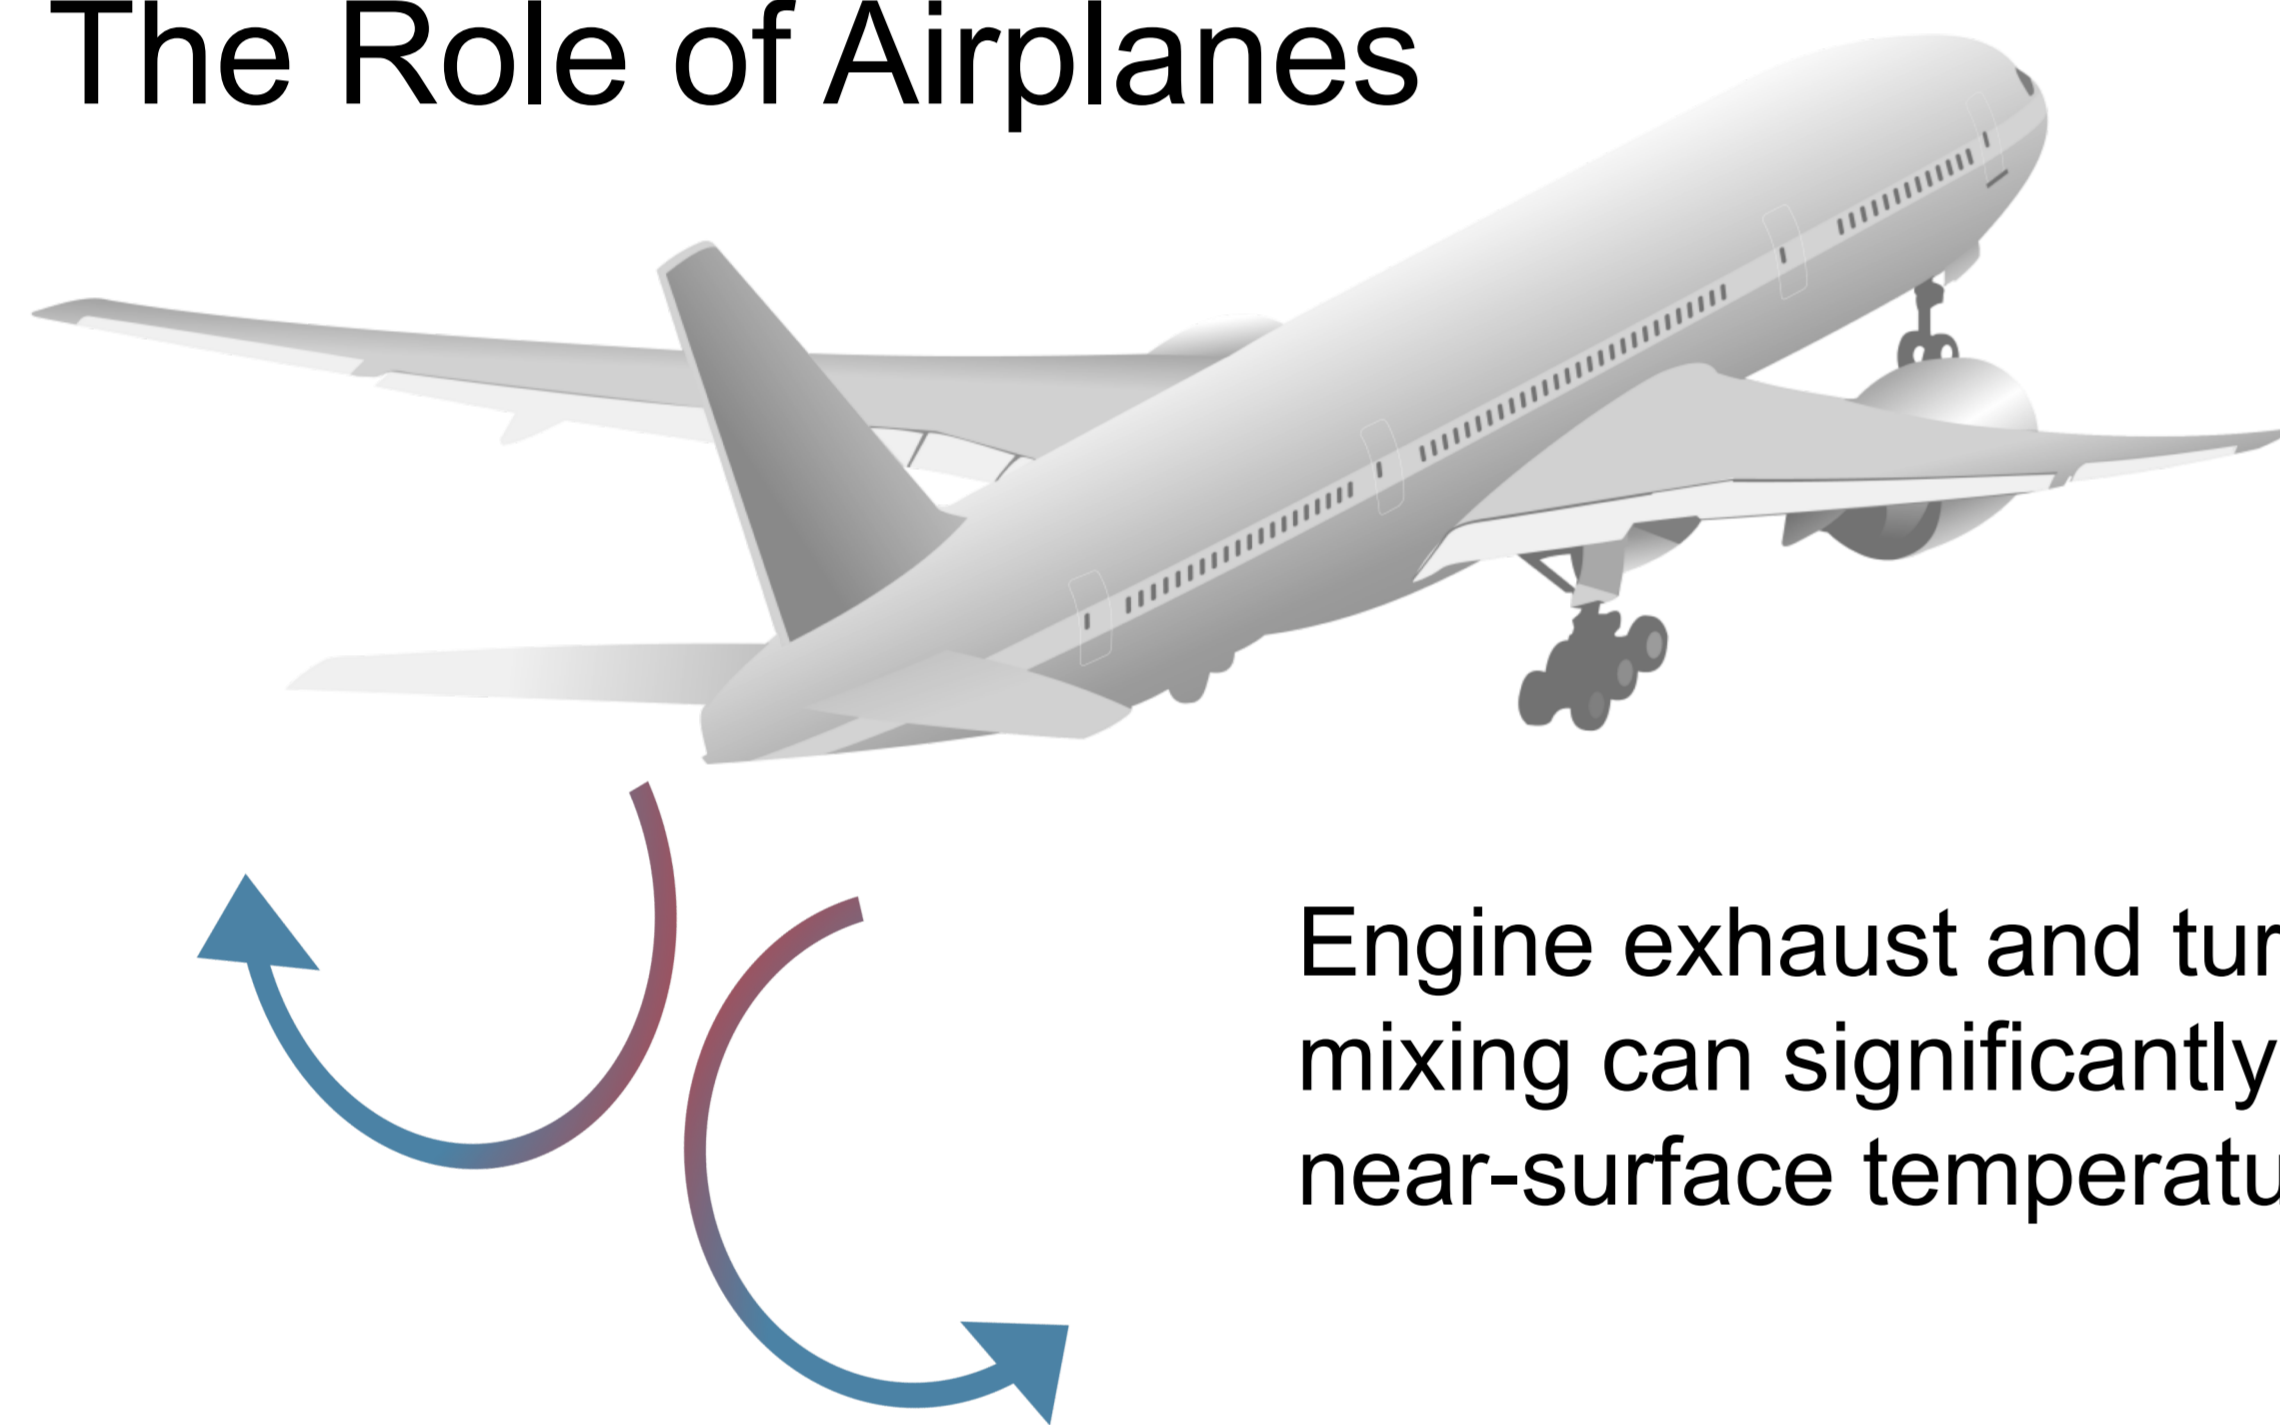 The Role of Airplanes
Engine exhaust and tur
mixing can significantly
near-surface temperatu